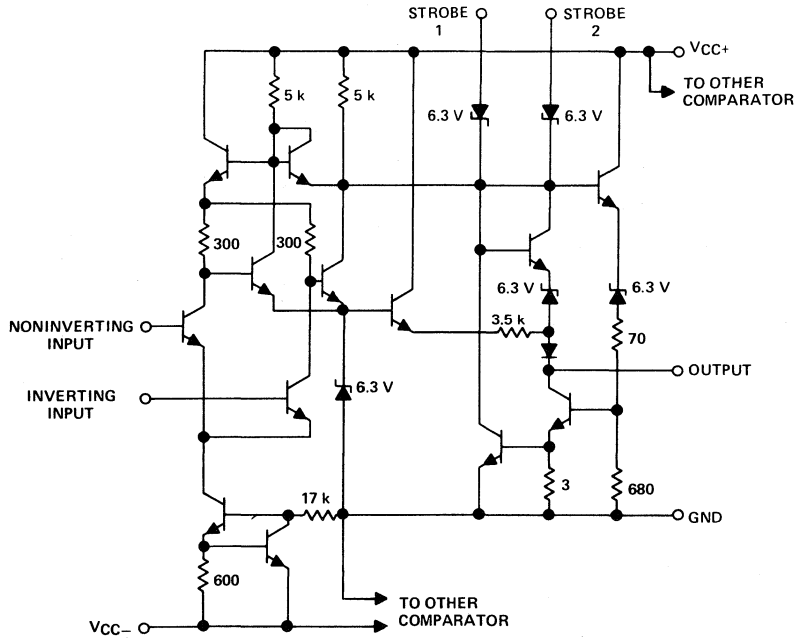 STROBE
1
STROBE
2
VCC+
TO OTHER
COMPARATOR
5 k
5 k
6.3 V
6.3 V
300
300
6.3 V
6.3 V
3.5 k
70
NONINVERTING
INPUT
OUTPUT
INVERTING
INPUT
6.3 V
17 k
3
680
GND
600
TO OTHER
COMPARATOR
VCC–